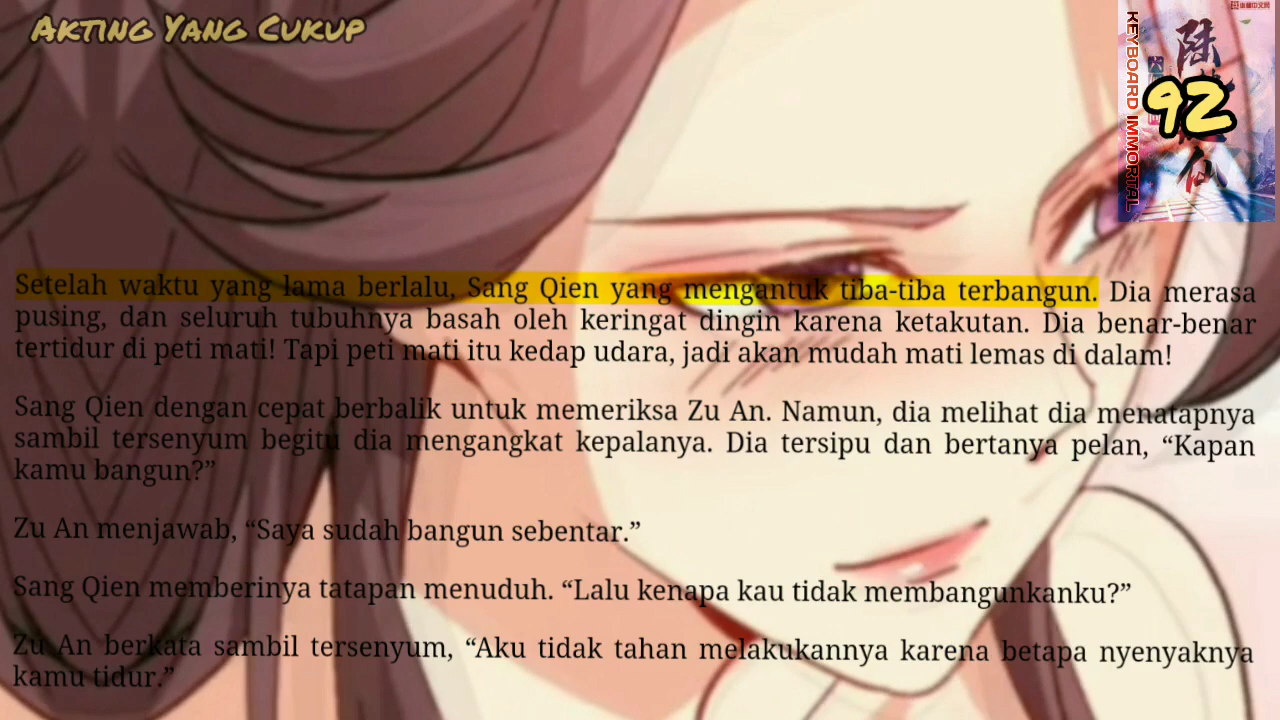 Akting Yang Cukup
KEYBOARD IMMORTAL
92
陆
仙
Setelah waktu yang lama berlalu, Sang Qien yang mengantuk tiba-tiba terbangun. Dia merasa
pusing, dan seluruh tubuhnya basah oleh keringat dingin karena ketakutan. Dia benar-benar
tertidur di peti mati! Tapi peti mati itu kedap udara, jadi akan mudah mati lemas di dalam!
Sang Qien dengan cepat berbalik untuk memeriksa Zu An. Namun, dia melihat dia menatapnya
sambil tersenyum begitu dia mengangkat kepalanya. Dia tersipu dan bertanya pelan, “Kapan
kamu bangun?”
Zu An menjawab, “Saya sudah bangun sebentar.”
Sang Qien memberinya tatapan menuduh. “Lalu kenapa kau tidak membangunkanku?”
Zu An berkata sambil tersenyum, “Aku tidak tahan melakukannya karena betapa nyenyaknya
kamu tidur.”